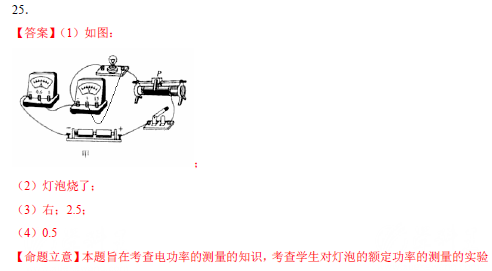 25.
【答案】(1)如图:
P
甲
;
(2)灯泡烧了;
(3)右; 2.5;
(4)0.5
【命题立意】本题旨在考查电功率的测量的知识,考查学生对灯泡的额定功率的测量的实验